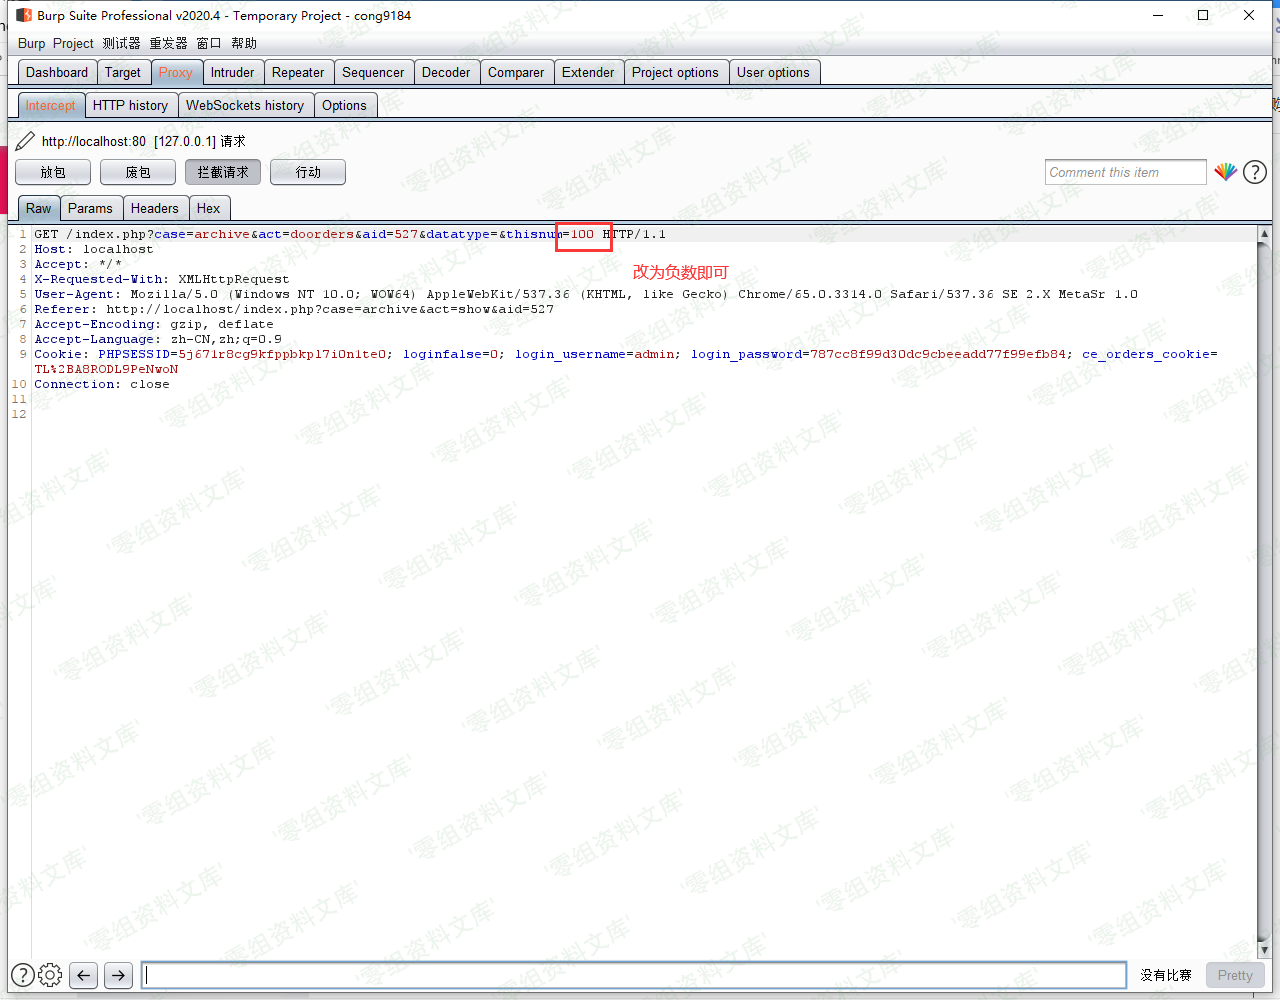 Burp Suite Professional v2020.4 - Temporary Project - cong9184
Burp Project 测试器 重发器 窗口 帮助
Dashboard Target Proxy Intruder Repeater Sequencer Decoder Comparer Extender Project options User options
Intercept HTTP history WebSockets history Options
http://localhost:80 [127.0.0.1] 请求
放包 废包 拦截请求 行动 Comment this item
Raw Params Headers Hex
1 GET /index.php?case=archive&act=doorders&aid=527&datatype=&thisnum=100 HTTP/1.1
2 Host: localhost
3 Accept: */*
改为负数即可
4 X-Requested-With: XMLHttpRequest
5 User-Agent: Mozilla/5.0 (Windows NT 10.0; WOW64) AppleWebKit/537.36 (KHTML, like Gecko) Chrome/65.0.3314.0 Safari/537.36 SE 2.X MetaSr 1.0
6 Referer: http://localhost/index.php?case=archive&act=show&aid=527
7 Accept-Encoding: gzip, deflate
8 Accept-Language: zh-CN,zh;q=0.9
9 Cookie: PHPSESSID=5j671r8cg9kfppbkpl7i0n1te0; loginfalse=0; login_username=admin; login_password=787cc8f99d30dc9cbeeadd77f99efb84; ce_orders_cookie=
TL%2BA8RODL9PeNwoN
10 Connection: close
11
12
没有比赛 Pretty
'零组资料文库'